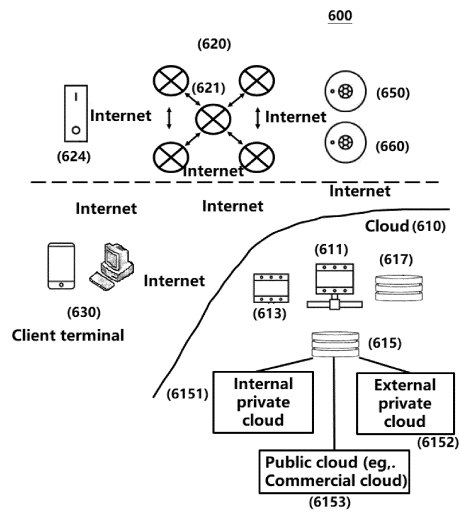 600
(620)
(621)
Internet
Internet
(650)
(624)
(660)
Internet
Internet
Internet
Internet
Cloud (610)
(611)
(617)
Internet
(613)
(630)
Client terminal
(615)
(6151)
Internal
private
cloud
External
private
cloud
(6152)
Public cloud (eg,.
Commercial cloud)
(6153)